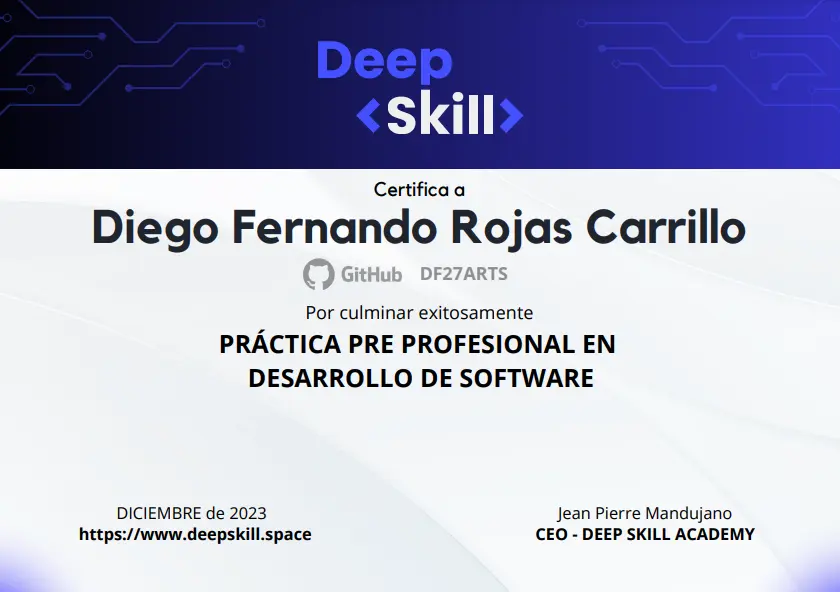 Deep
<Skill>
Certifica a
Diego Fernando Rojas Carrillo
GitHub DF27ARTS
Por culminar exitosamente
PRÁCTICA PRE PROFESIONAL EN
DESARROLLO DE SOFTWARE
DICIEMBRE de 2023
https://www.deepskill.space
Jean Pierre Mandujano
CEO - DEEP SKILL ACADEMY